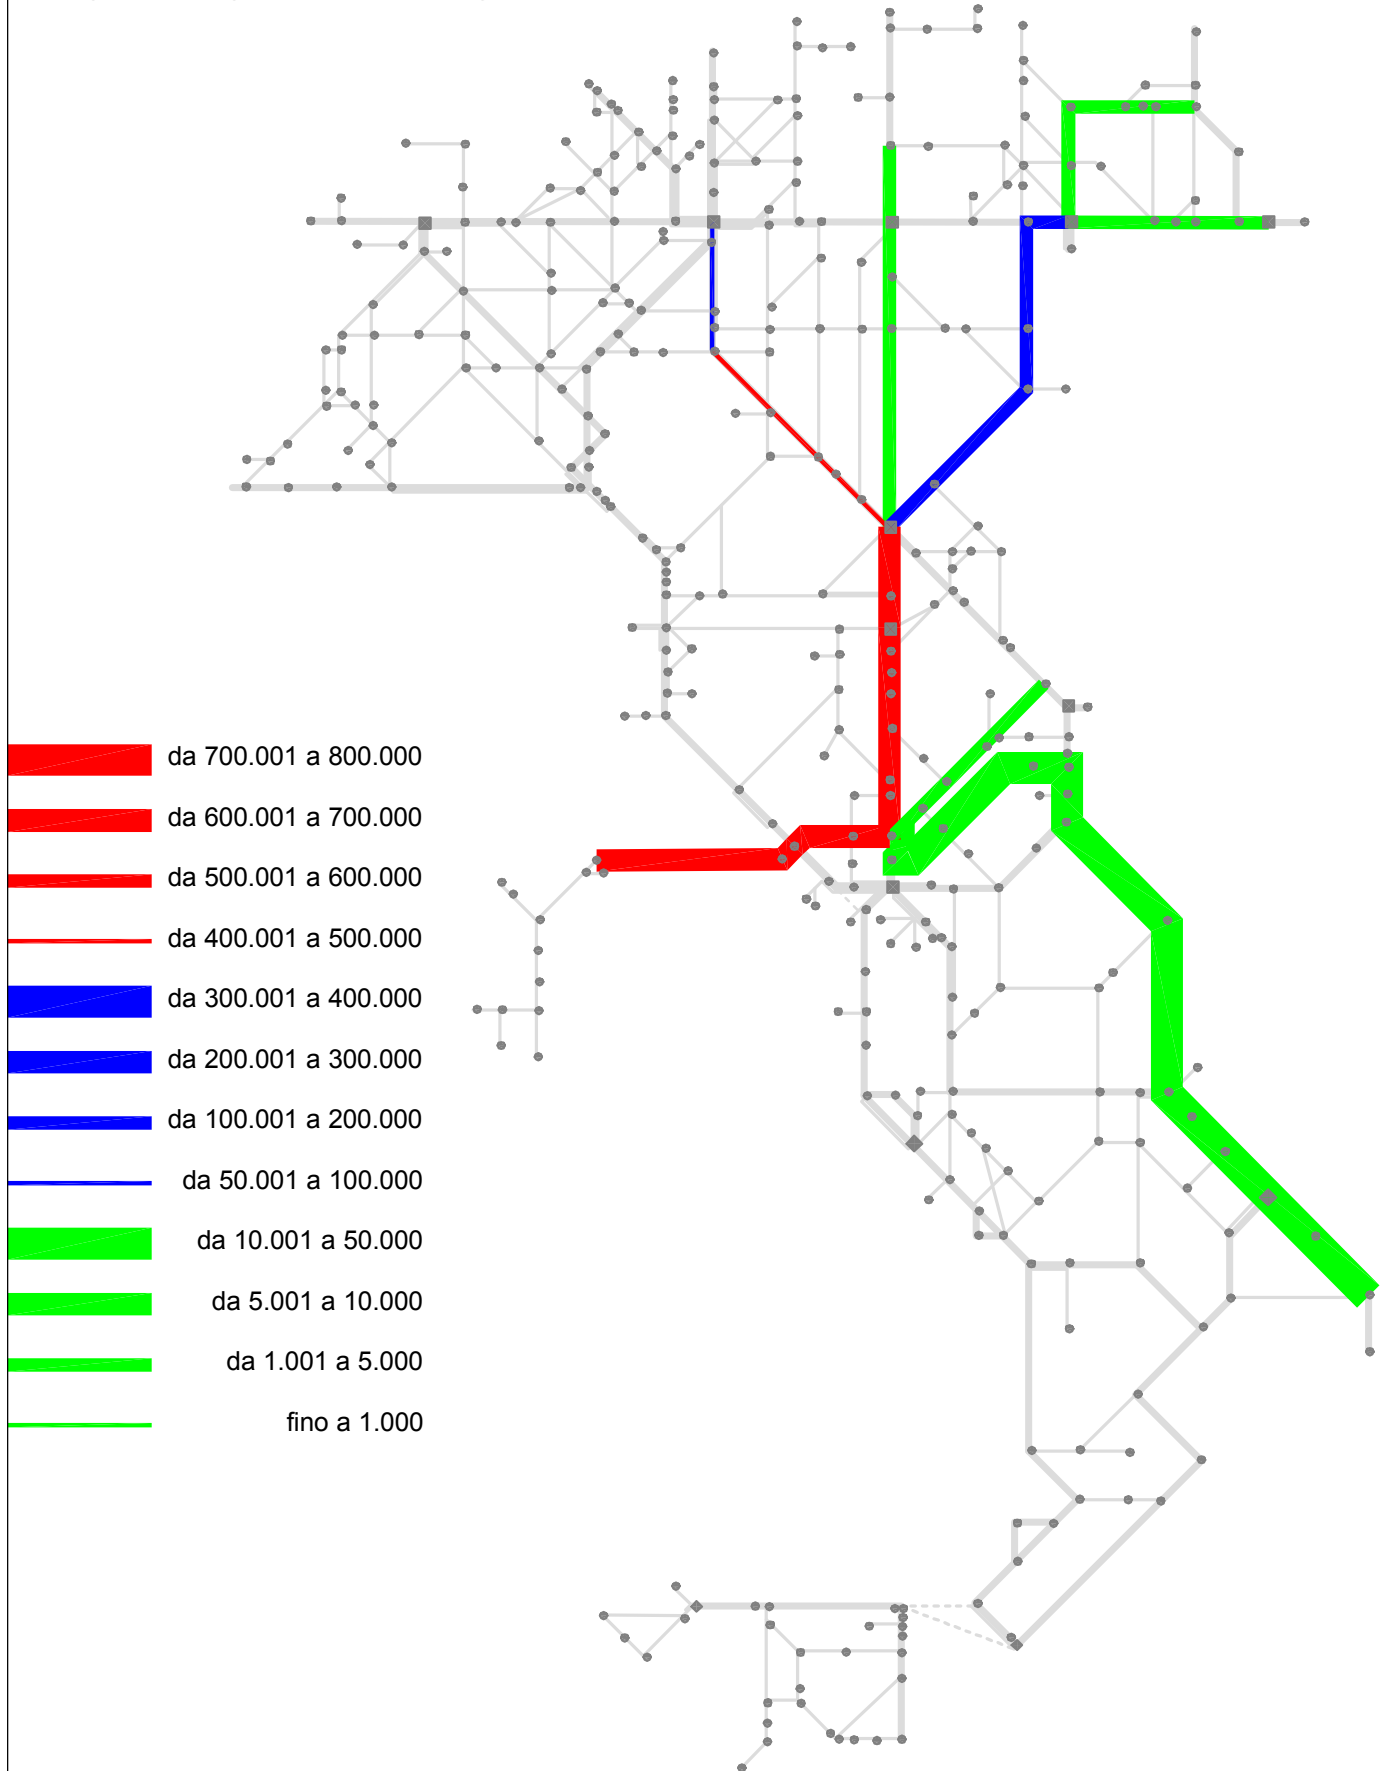 da 700.001 a 800.000
da 600.001 a 700.000
da 500.001 a 600.000
da 400.001 a 500.000
da 300.001 a 400.000
da 200.001 a 300.000
da 100.001 a 200.000
da 50.001 a 100.000
da 10.001 a 50.000
da 5.001 a 10.000
da 1.001 a 5.000
fino a 1.000